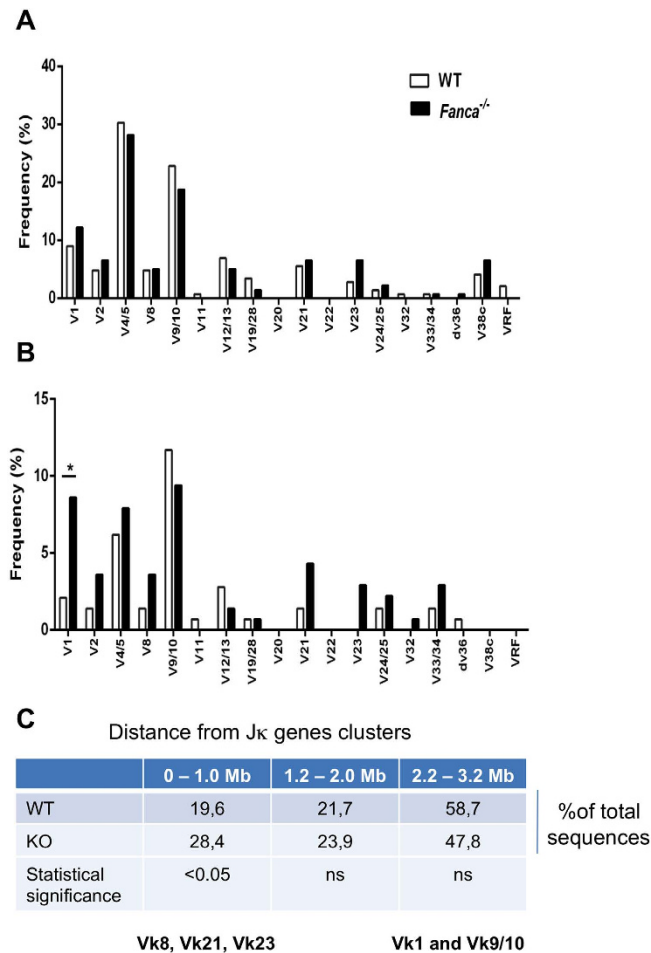 A
40
30
20
10
0
Frequency (%)
WT
Fanca-/-
V1
V2
V4/5
V8
V9/10
V11
V12/13
V19/28
V20
V21
V22
V23
V24/25
V32
V33/34
dv36
V38c
VRF
B
15
10
5
0
Frequency (%)
*
V1
V2
V4/5
V8
V9/10
V11
V12/13
V19/28
V20
V21
V22
V23
V24/25
V32
V33/34
dv36
V38c
VRF
C
Distance from Jκ genes clusters
0 – 1.0 Mb 1.2 – 2.0 Mb 2.2 – 3.2 Mb
WT 19,6 21,7 58,7
KO 28,4 23,9 47,8
Statistical significance <0.05 ns ns
%of total
sequences
Vk8, Vk21, Vk23 Vk1 and Vk9/10